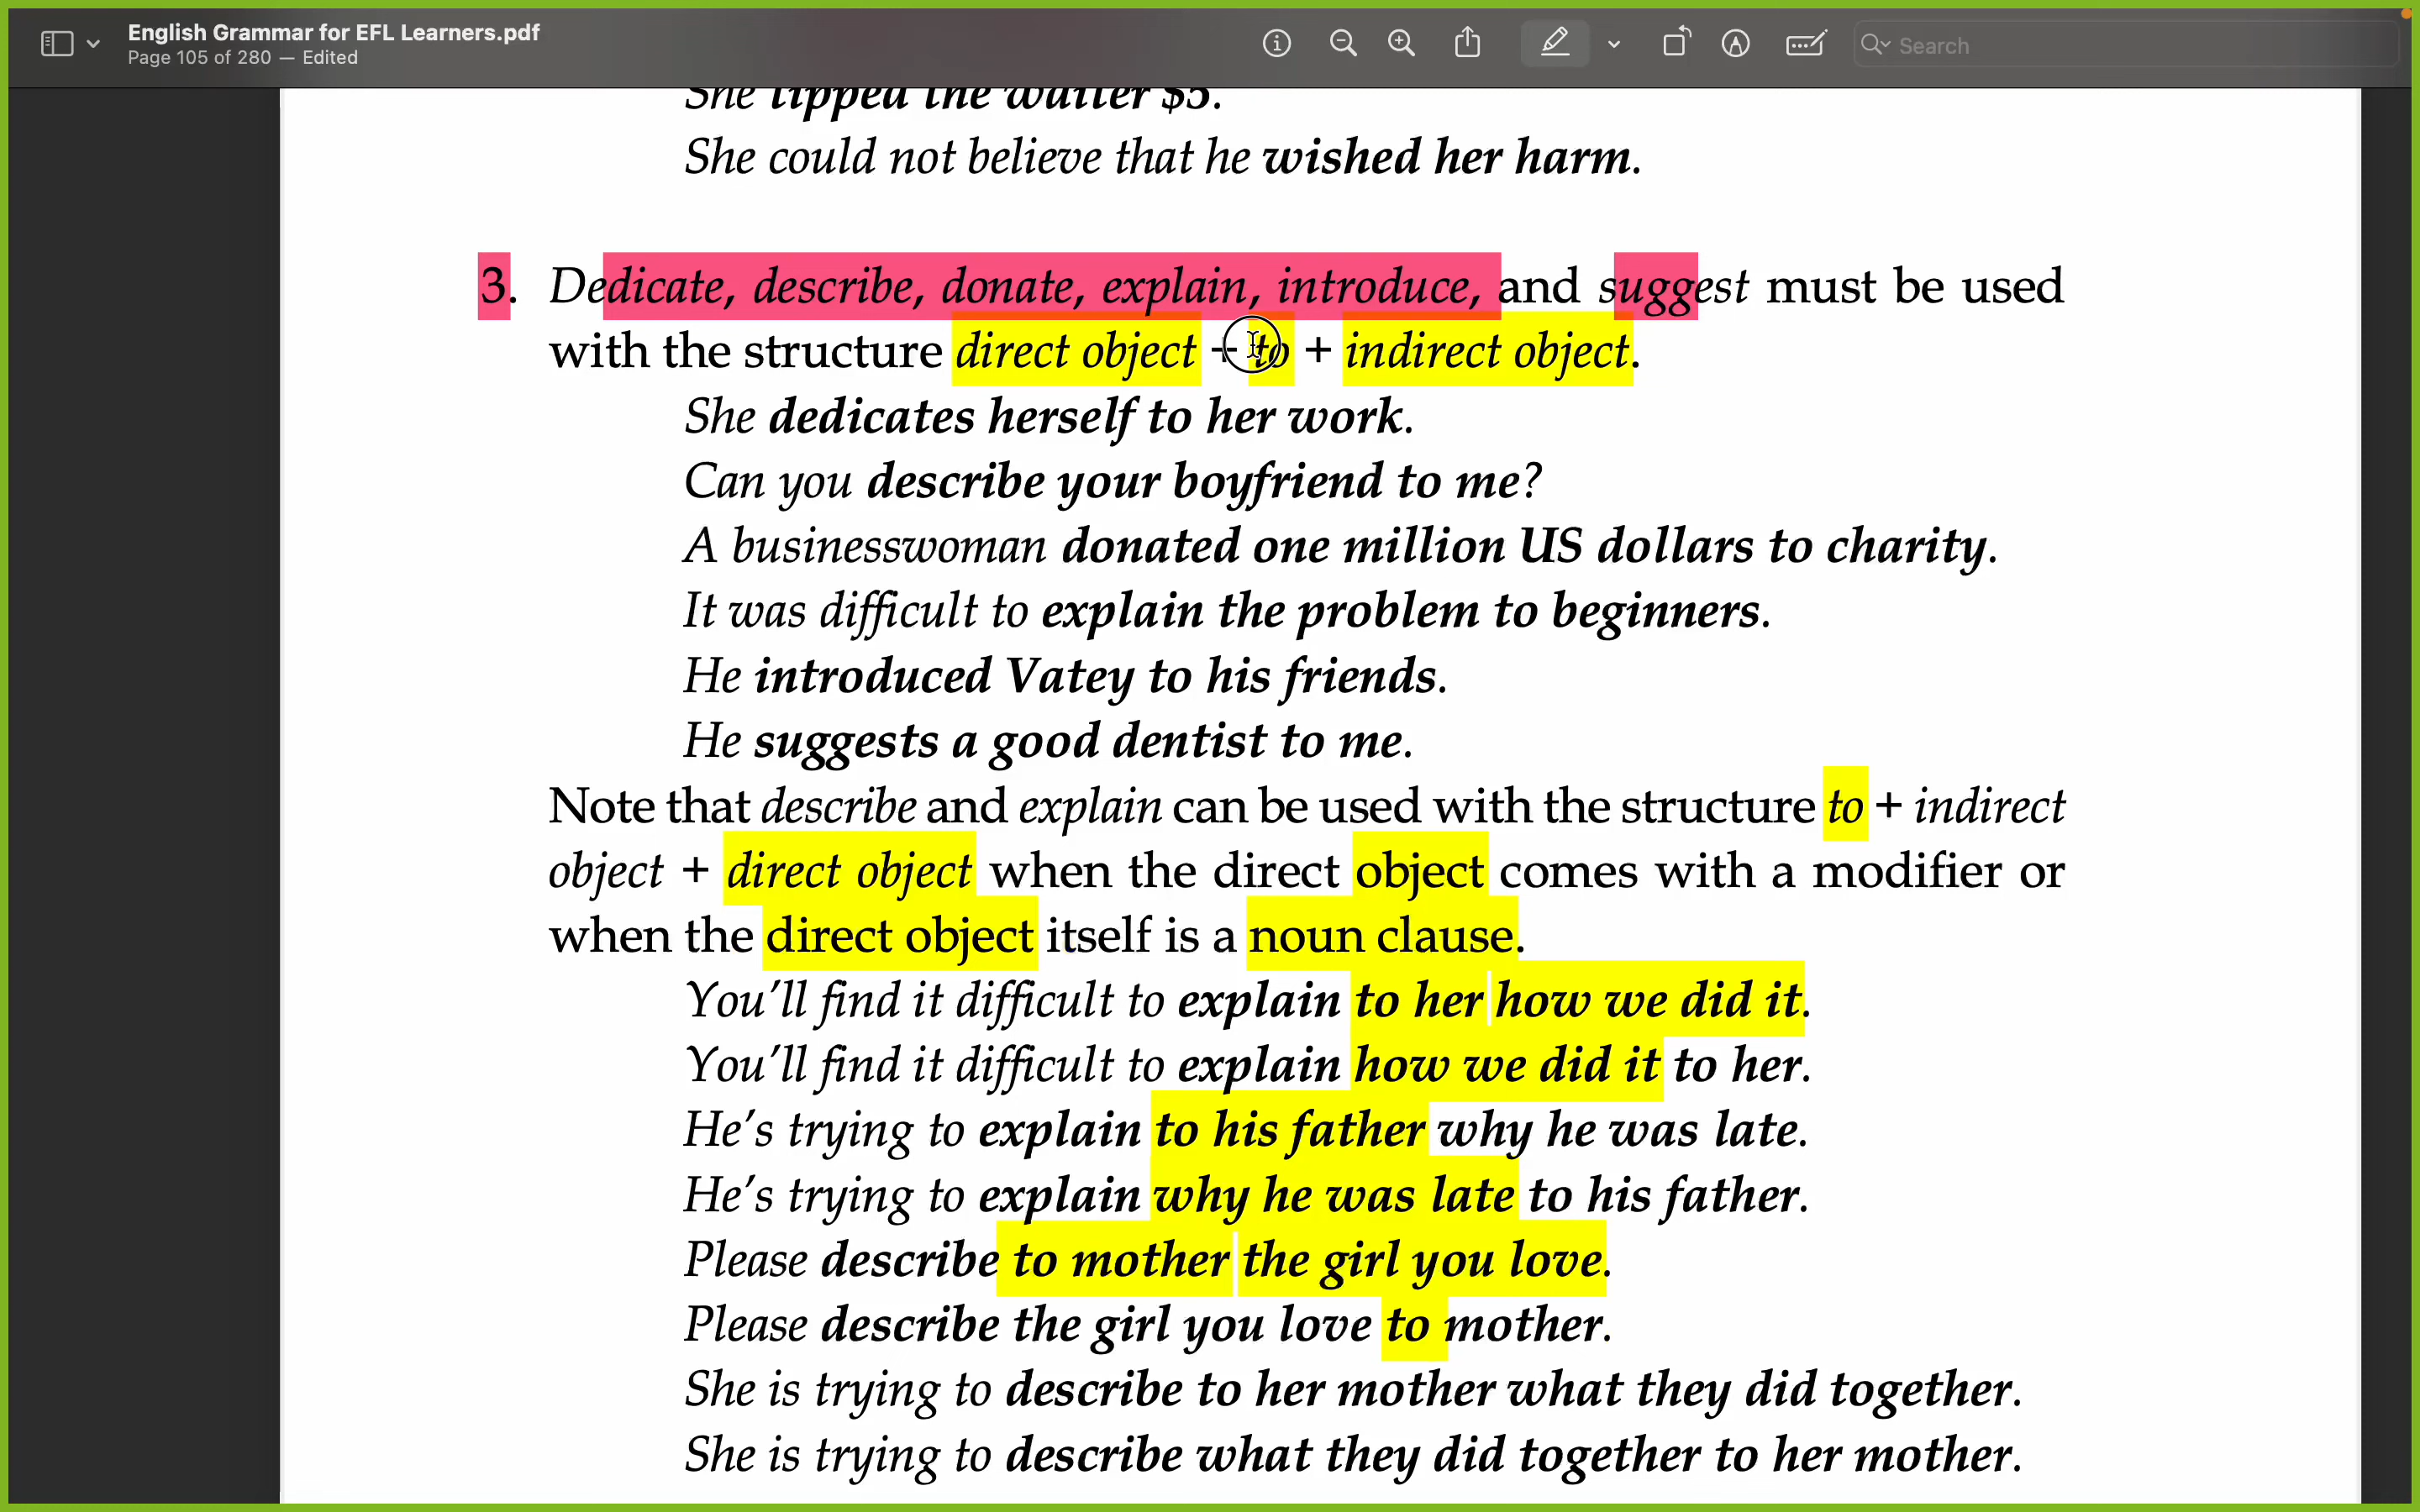 English Grammar for EFL Learners.pdf
Page 105 of 280 — Edited
Search
She tipped the waiter $5.
She could not believe that he wished her harm.
3. Dedicate, describe, donate, explain, introduce, and suggest must be used
with the structure direct object + to + indirect object.
She dedicates herself to her work.
Can you describe your boyfriend to me?
A businesswoman donated one million US dollars to charity.
It was difficult to explain the problem to beginners.
He introduced Vatey to his friends.
He suggests a good dentist to me.
Note that describe and explain can be used with the structure to + indirect
object + direct object when the direct object comes with a modifier or
when the direct object itself is a noun clause.
You'll find it difficult to explain to her how we did it.
You'll find it difficult to explain how we did it to her.
He's trying to explain to his father why he was late.
He's trying to explain why he was late to his father.
Please describe to mother the girl you love.
Please describe the girl you love to mother.
She is trying to describe to her mother what they did together.
She is trying to describe what they did together to her mother.